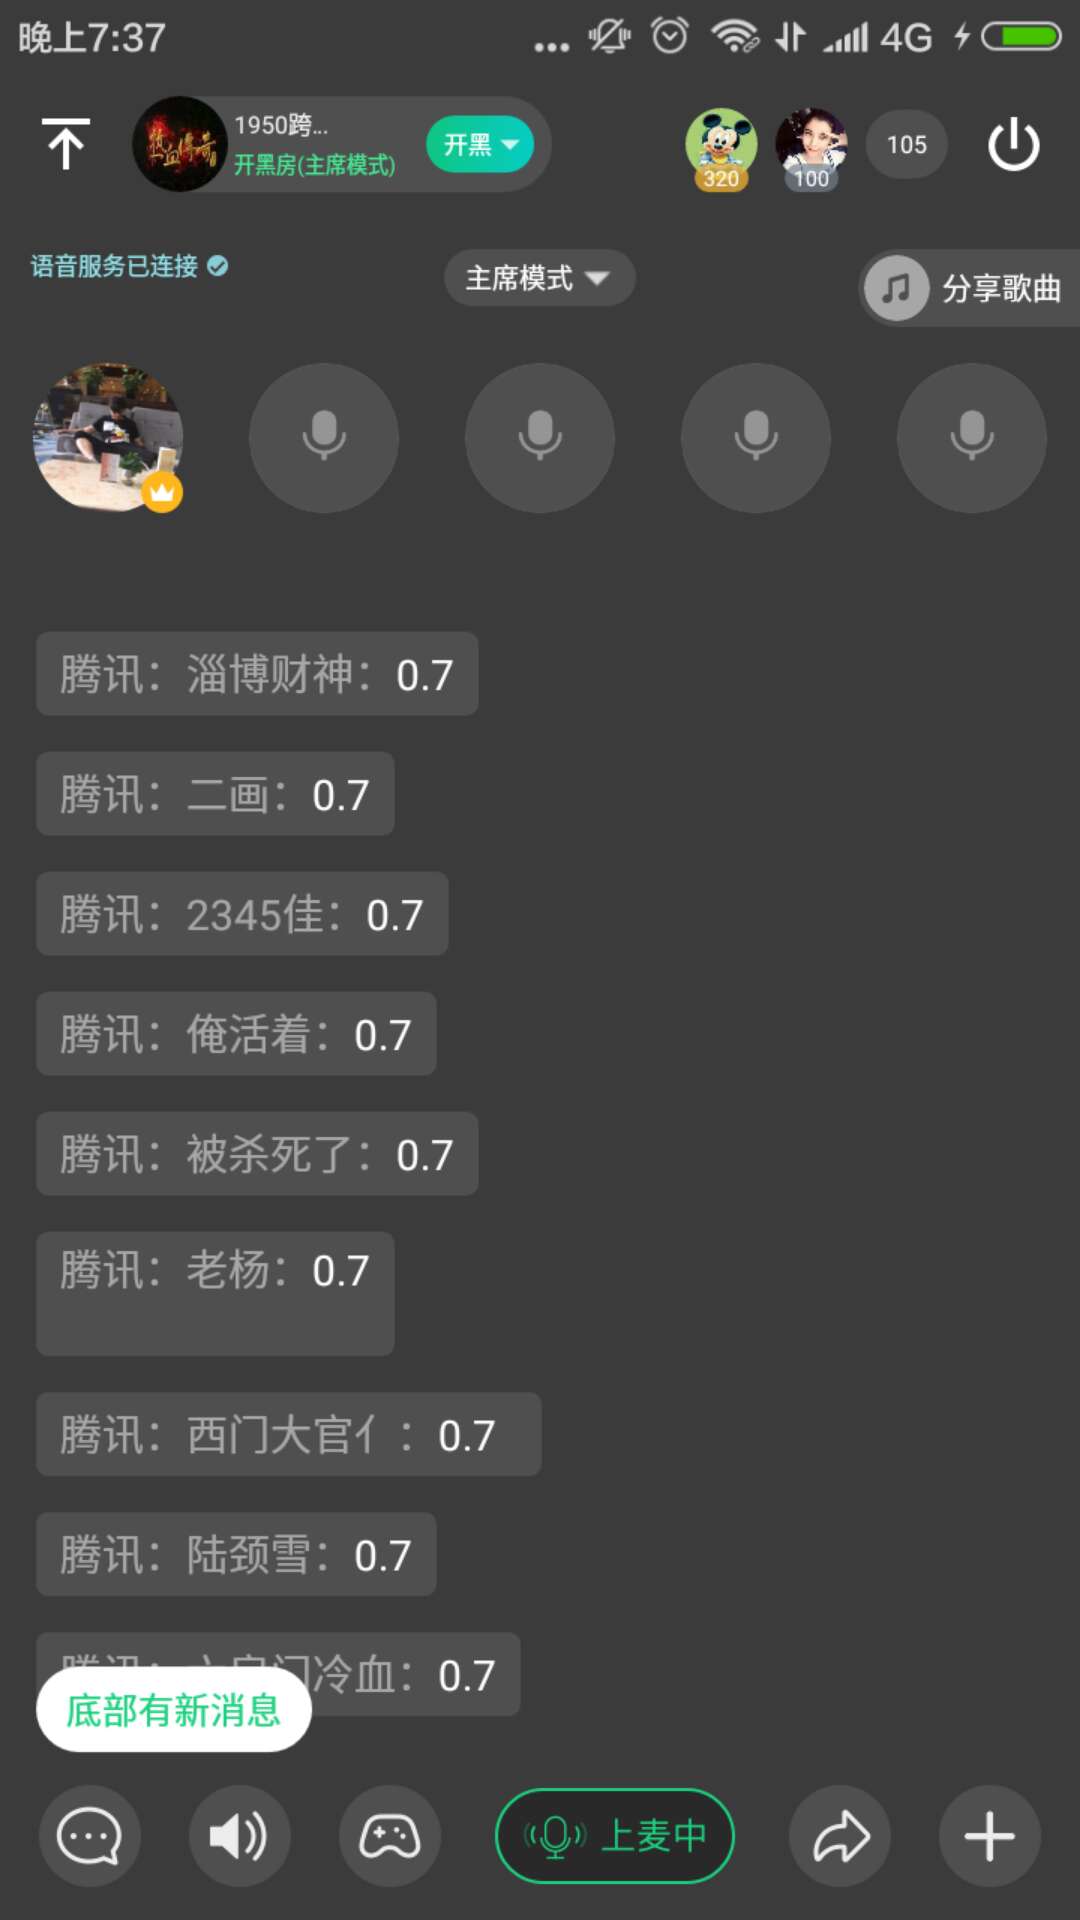 晚上7:37
4G
热血传奇
1950跨...
开黑房(主席模式)
开黑
320
100
105
语音服务已连接
主席模式
分享歌曲
腾讯：淄博财神：0.7
腾讯：二画：0.7
腾讯：2345佳：0.7
腾讯：俺活着：0.7
腾讯：被杀死了：0.7
腾讯：老杨：0.7
腾讯：西门大官亻：0.7
腾讯：陆颈雪：0.7
冷血：0.7
底部有新消息
上麦中